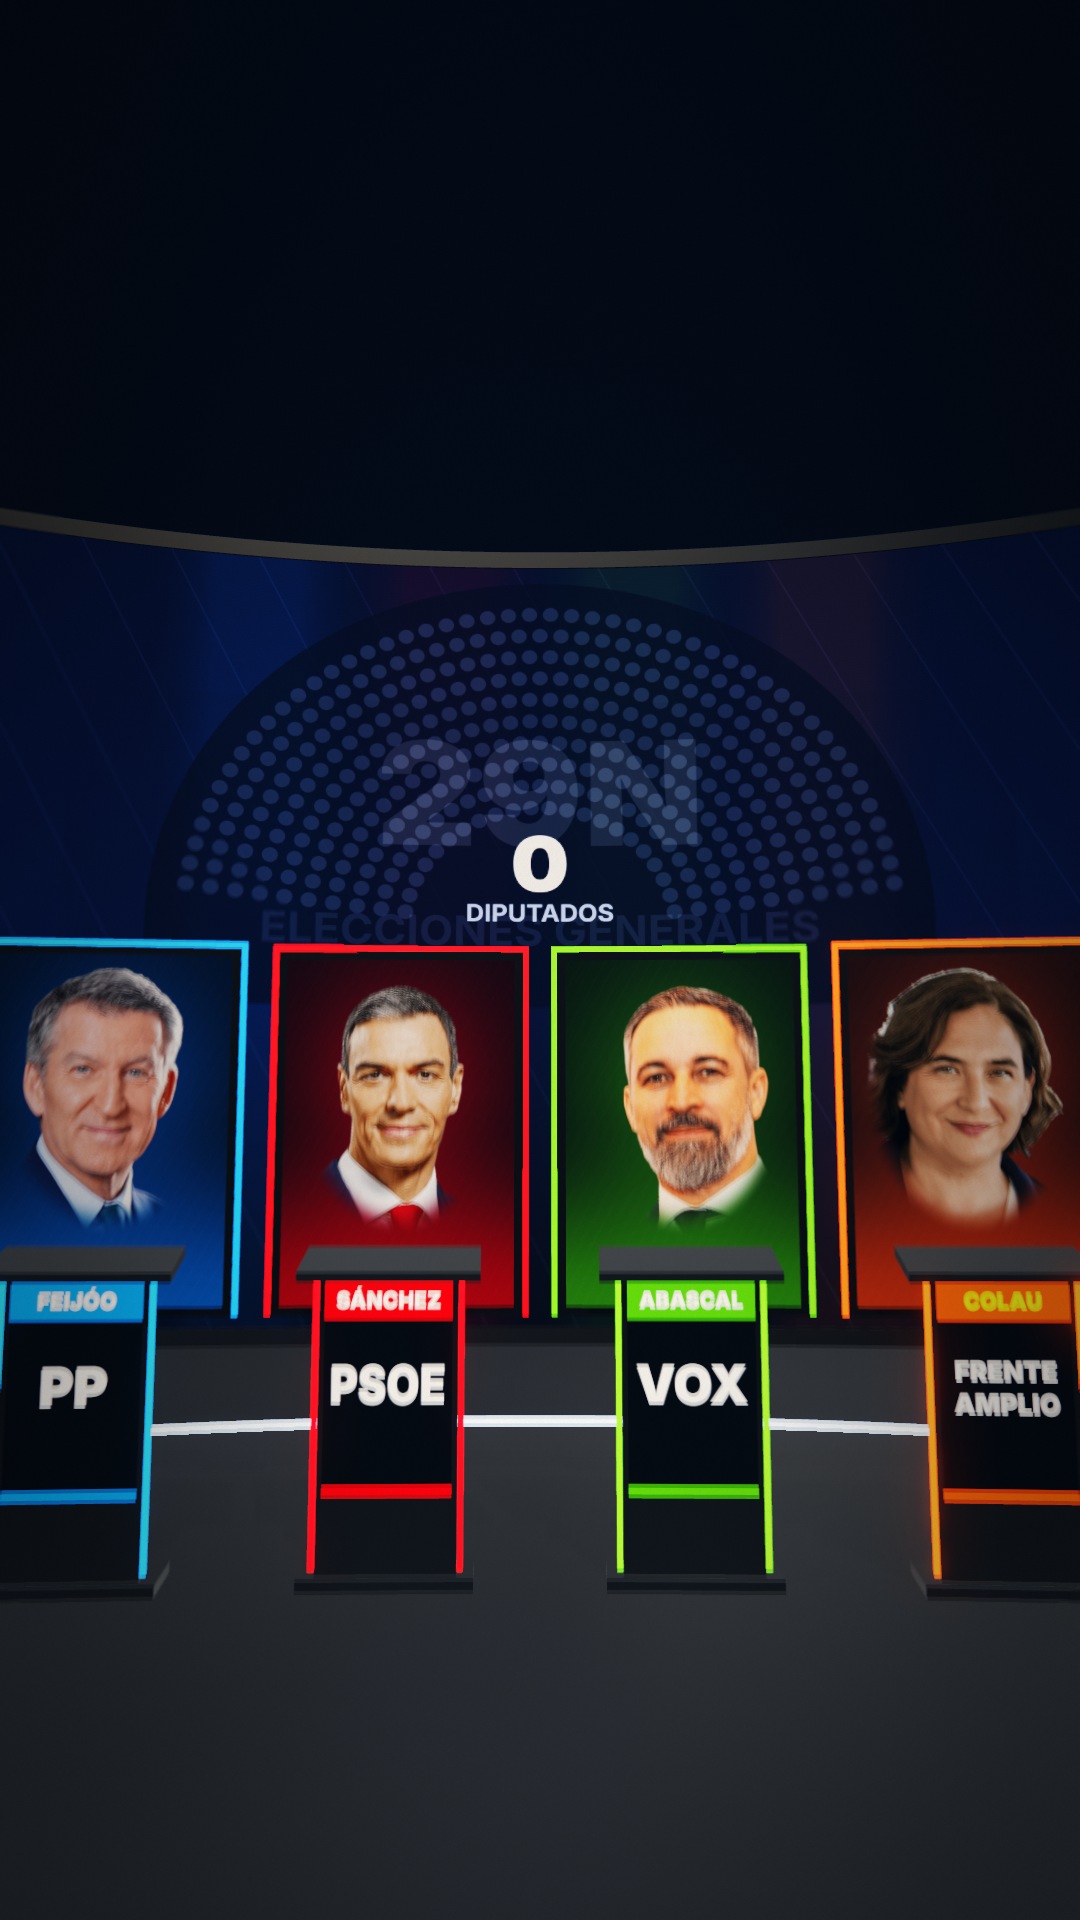 29N
0
DIPUTADOS
ELECCIONES GENERALES
FEIJÓO
SÁNCHEZ
ABASCAL
COLAU
PP
PSOE
VOX
FRENTE
AMPLIO